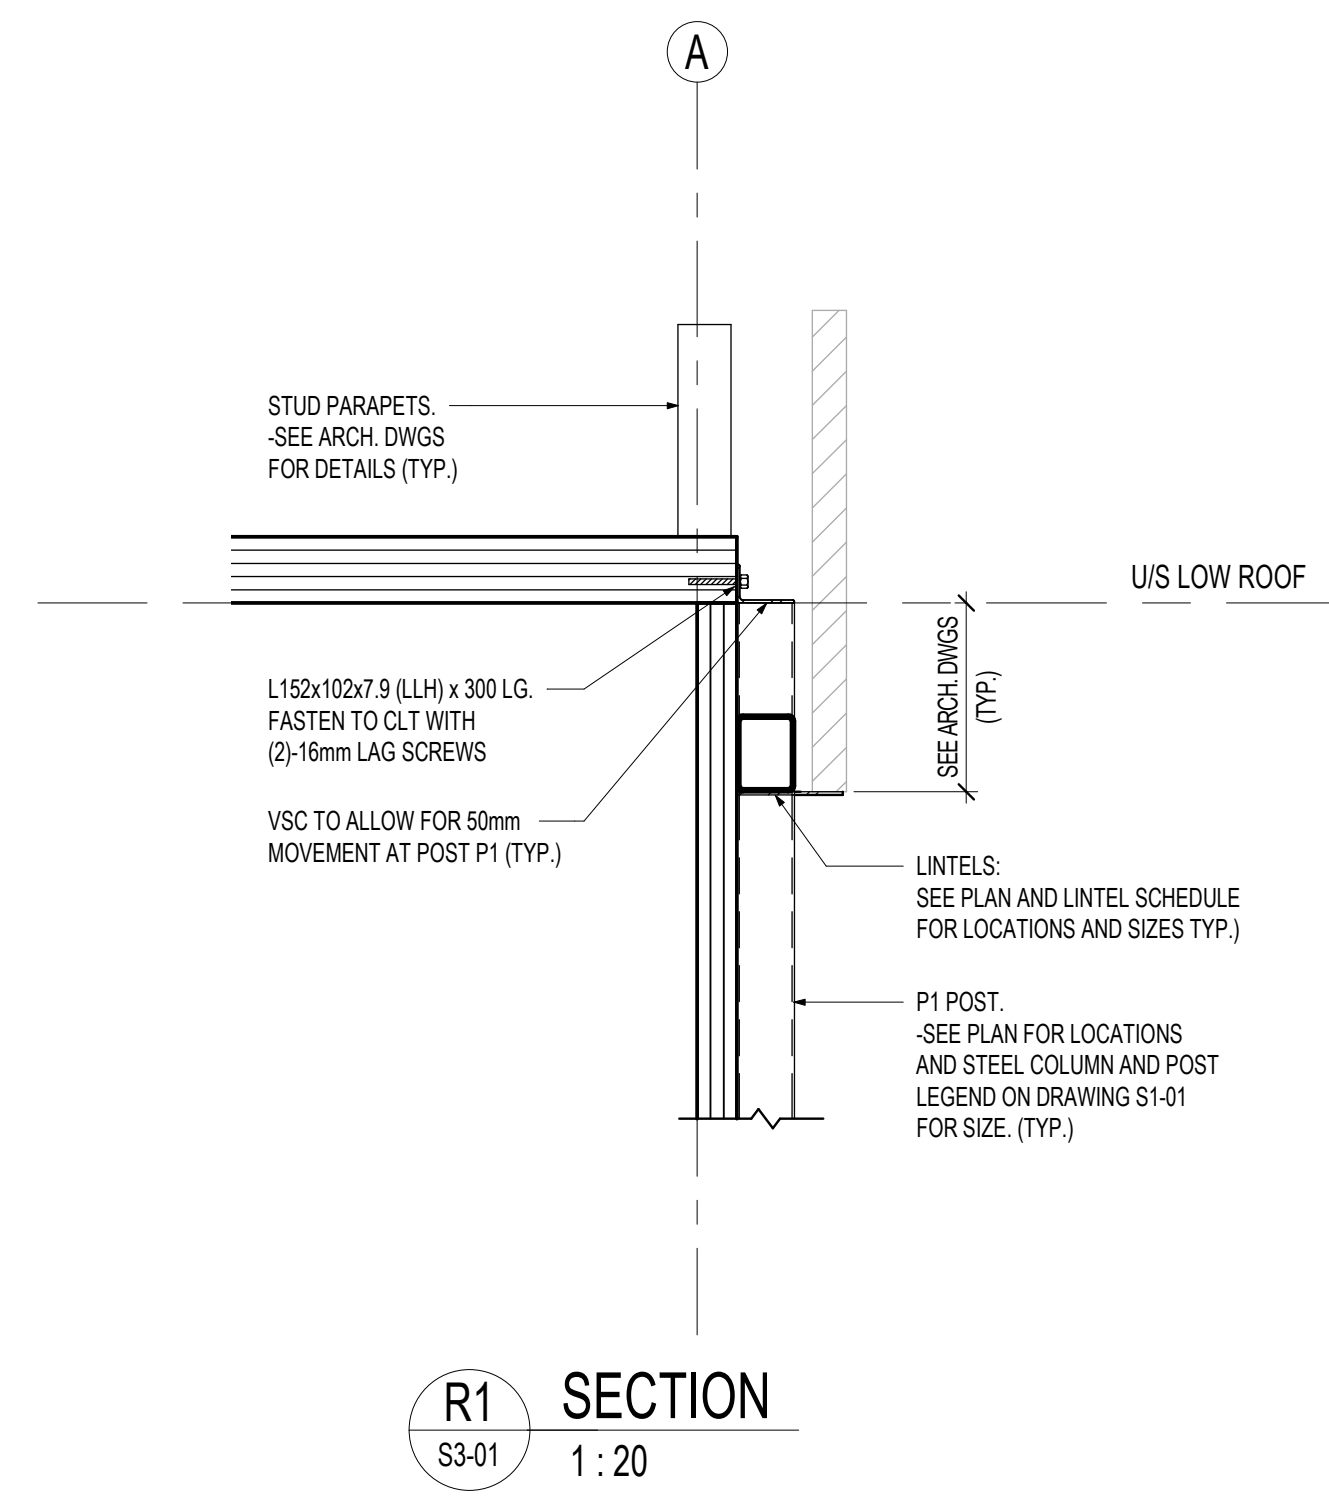 A
STUD PARAPETS.
-SEE ARCH. DWGS
FOR DETAILS (TYP.)
U/S LOW ROOF
SEE ARCH. DWGS
(TYP.)
L152x102x7.9 (LLH) x 300 LG.
FASTEN TO CLT WITH
(2)-16mm LAG SCREWS
VSC TO ALLOW FOR 50mm
MOVEMENT AT POST P1 (TYP.)
LINTELS:
SEE PLAN AND LINTEL SCHEDULE
FOR LOCATIONS AND SIZES TYP.)
P1 POST.
-SEE PLAN FOR LOCATIONS
AND STEEL COLUMN AND POST
LEGEND ON DRAWING S1-01
FOR SIZE. (TYP.)
R1
S3-01
SECTION
1 : 20